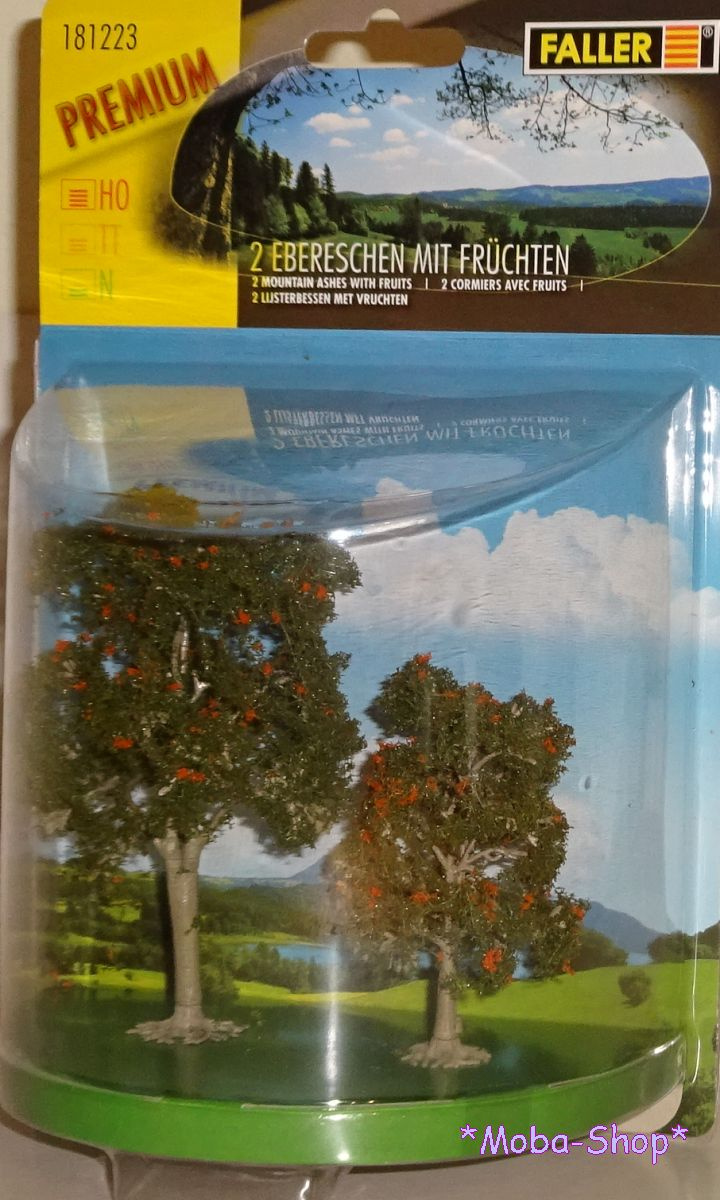 181223
FALLER ®
PREMIUM
HO
TT
N
2 EBERESCHEN MIT FRÜCHTEN
2 MOUNTAIN ASHES WITH FRUITS | 2 CORMIERS AVEC FRUITS |
2 LIJSTERBESSEN MET VRUCHTEN
*Moba-Shop*